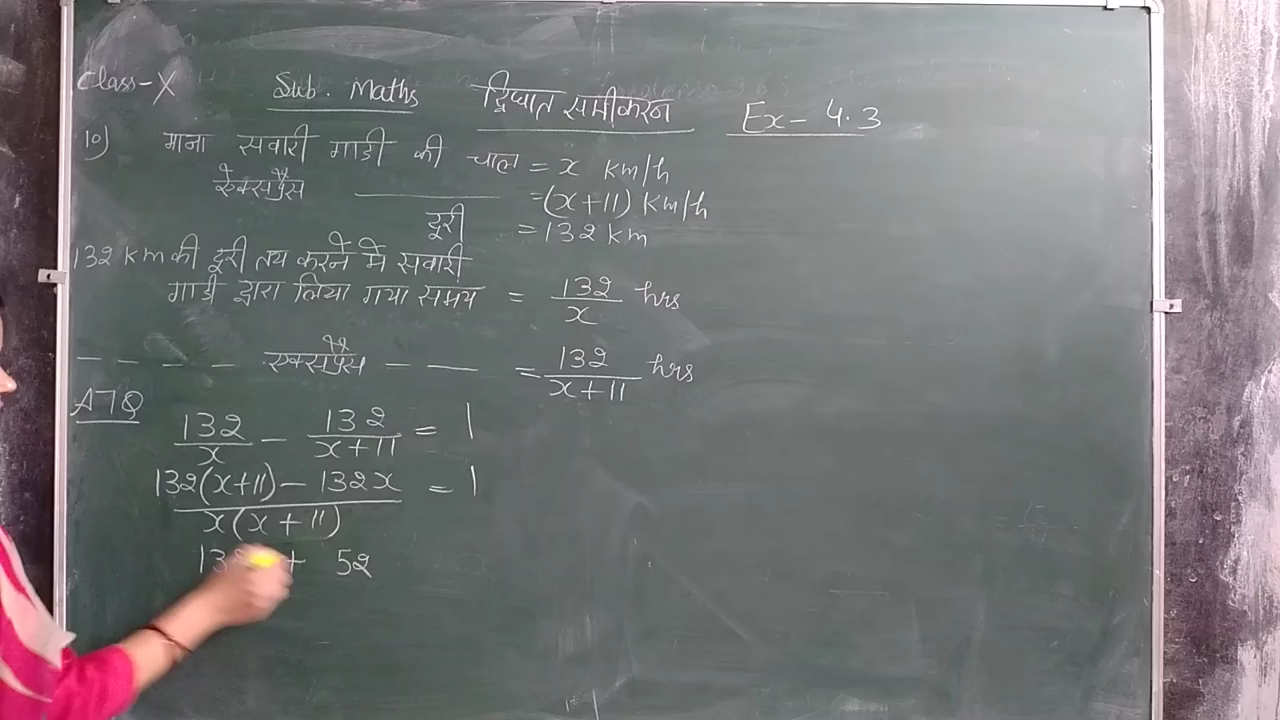 Class-X Sub. Maths द्विघात समीकरन Ex-4.3
10) माना सवारी गाडी की चाल = x km/h
ऐक्सप्रैस ——— =(x+11) km/h
दूरी =132 km
132 km की दूरी तय करने मे सवारी
गाडी द्वारा लिया गया समय = 132/x hrs
— — — — एक्सप्रैस — — = 132/(x+11) hrs
ATQ
132/x - 132/(x+11) = 1
(132(x+11) - 132x)/(x(x+11)) = 1
+ 52